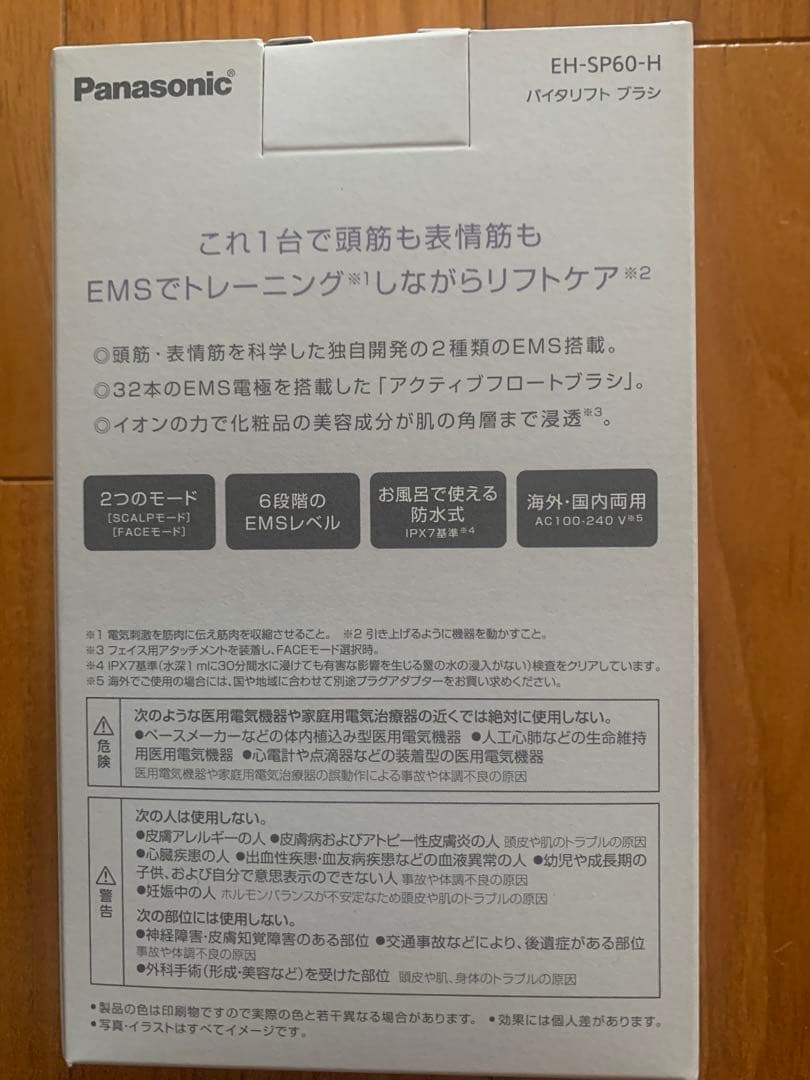 Panasonic®
EH-SP60-H
バイタリフト ブラシ
これ1台で頭筋も表情筋も
EMSでトレーニング※1しながらリフトケア※2
◎頭筋・表情筋を科学した独自開発の2種類のEMS搭載。
◎32本のEMS電極を搭載した「アクティブフロートブラシ」。
◎イオンの力で化粧品の美容成分が肌の角層まで浸透※3。
2つのモード
[SCALPモード]
[FACEモード]
6段階の
EMSレベル
お風呂で使える
防水式
IPX7基準※4
海外・国内両用
AC100-240 V※5
※1 電気刺激を筋肉に伝え筋肉を収縮させること。 ※2 引き上げるように機器を動かすこと。
※3 フェイス用アタッチメントを装着し、FACEモード選択時。
※4 IPX7基準(水深1mに30分間水に浸けても有害な影響を生じる量の水の浸入がない)検査をクリアしています。
※5 海外でご使用の場合には、国や地域に合わせて別途プラグアダプターをお買い求めください。
⚠危険
次のような医用電気機器や家庭用電気治療器の近くでは絶対に使用しない。
●ペースメーカーなどの体内植込み型医用電気機器 ●人工心肺などの生命維持
用医用電気機器 ●心電計や点滴器などの装着型の医用電気機器
医用電気機器や家庭用電気治療器の誤動作による事故や体調不良の原因
⚠警告
次の人は使用しない。
●皮膚アレルギーの人 ●皮膚病およびアトピー性皮膚炎の人 頭皮や肌のトラブルの原因
●心臓疾患の人 ●出血性疾患・血友病疾患などの血液異常の人 ●幼児や成長期の
子供、および自分で意思表示のできない人 事故や体調不良の原因
●妊娠中の人 ホルモンバランスが不安定なため頭皮や肌のトラブルの原因
次の部位には使用しない。
●神経障害・皮膚知覚障害のある部位 ●交通事故などにより、後遺症がある部位
事故や体調不良の原因
●外科手術(形成・美容など)を受けた部位 頭皮や肌、身体のトラブルの原因
●製品の色は印刷物ですので実際の色と若干異なる場合があります。 ●効果には個人差があります。
●写真・イラストはすべてイメージです。